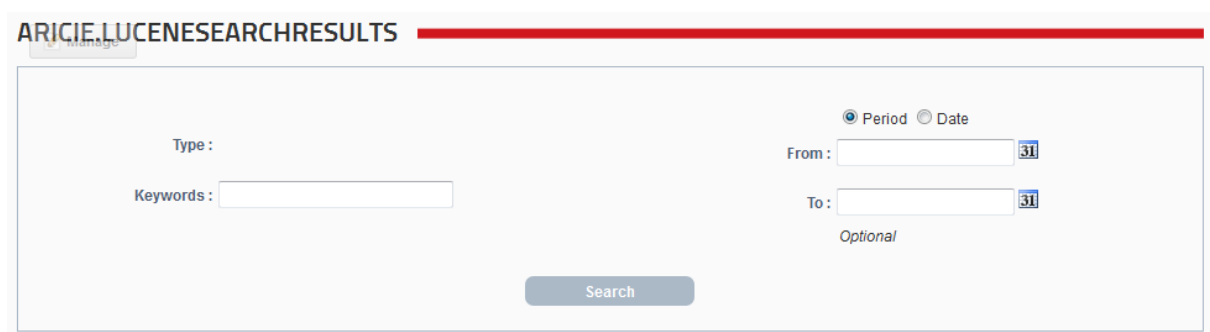 ARICIE.LUCENESEARCHRESULTS
Manage
Period Date
Type :
From : 31
Keywords :
To : 31
Optional
Search